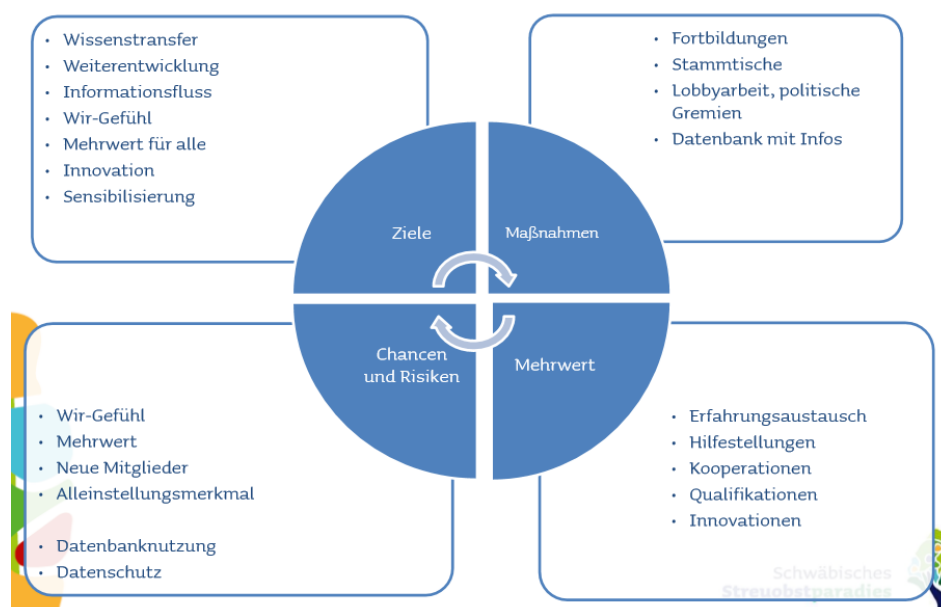 Wissenstransfer
Weiterentwicklung
Informationsfluss
Wir-Gefühl
Mehrwert für alle
Innovation
Sensibilisierung
Fortbildungen
Stammtische
Lobbyarbeit, politische
Gremien
Datenbank mit Infos
Ziele
Maßnahmen
Chancen
und Risiken
Mehrwert
Wir-Gefühl
Mehrwert
Neue Mitglieder
Alleinstellungsmerkmal
Datenbanknutzung
Datenschutz
Erfahrungsaustausch
Hilfestellungen
Kooperationen
Qualifikationen
Innovationen
Schwäbisches
Streuobstparadies